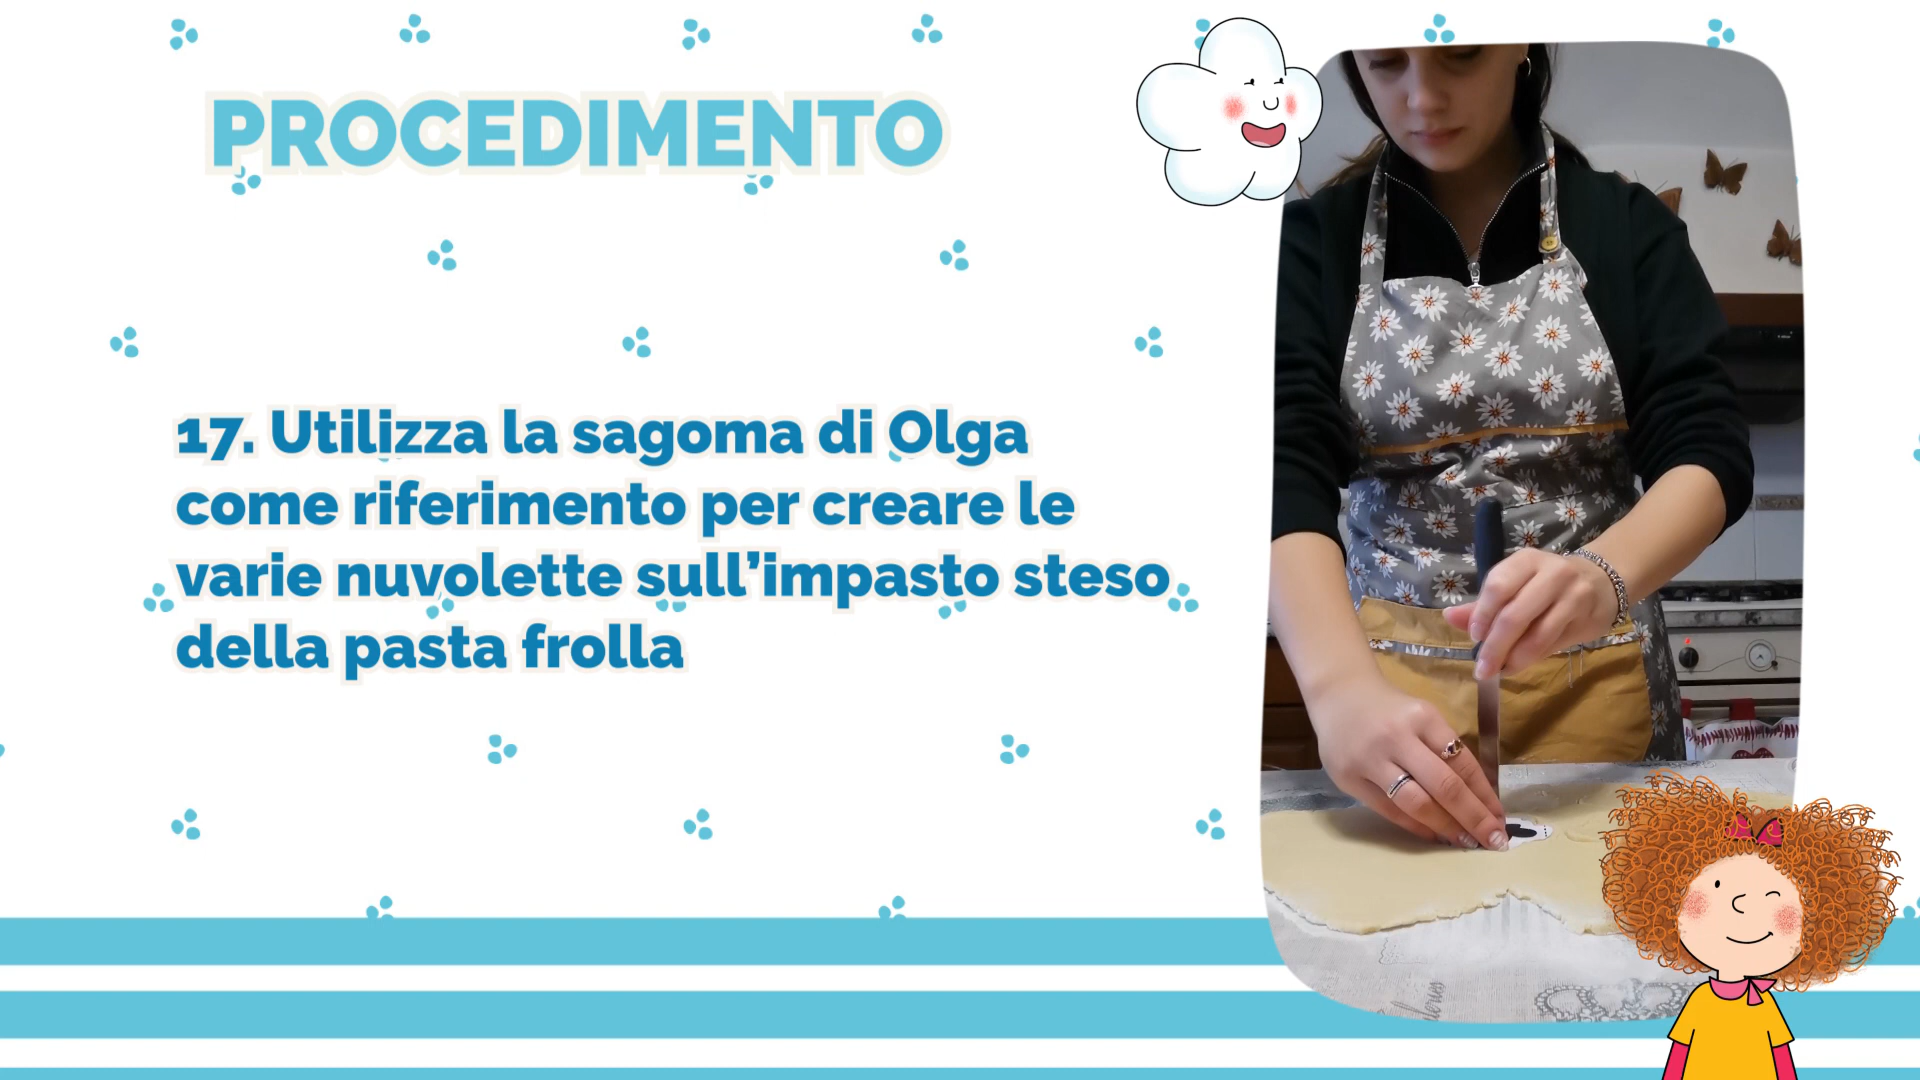 PROCEDIMENTO
17. Utilizza la sagoma di Olga
come riferimento per creare le
varie nuvolette sull’impasto steso
della pasta frolla